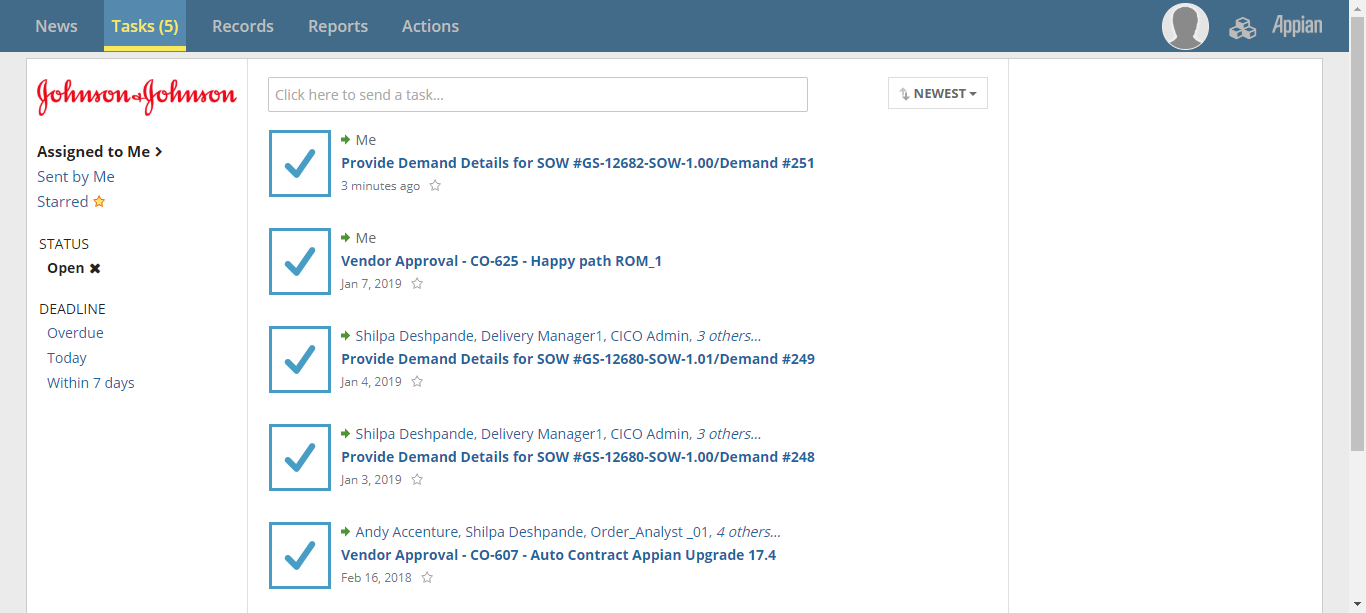 News Tasks (5) Records Reports Actions Appian
Johnson & Johnson
Assigned to Me
Sent by Me
Starred
STATUS
Open
DEADLINE
Overdue
Today
Within 7 days
Click here to send a task...
NEWEST
Me
Provide Demand Details for SOW #GS-12682-SOW-1.00/Demand #251
3 minutes ago
Me
Vendor Approval - CO-625 - Happy path ROM_1
Jan 7, 2019
Shilpa Deshpande, Delivery Manager1, CICO Admin, 3 others...
Provide Demand Details for SOW #GS-12680-SOW-1.01/Demand #249
Jan 4, 2019
Shilpa Deshpande, Delivery Manager1, CICO Admin, 3 others...
Provide Demand Details for SOW #GS-12680-SOW-1.00/Demand #248
Jan 3, 2019
Andy Accenture, Shilpa Deshpande, Order_Analyst _01, 4 others...
Vendor Approval - CO-607 - Auto Contract Appian Upgrade 17.4
Feb 16, 2018